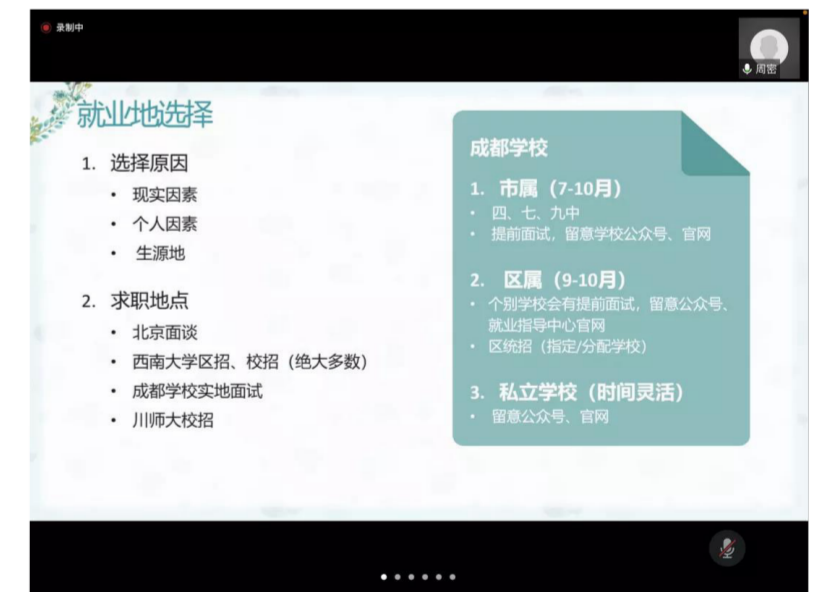 录制中
周密
就业地选择
1. 选择原因
• 现实因素
• 个人因素
• 生源地
2. 求职地点
• 北京面谈
• 西南大学区招、校招（绝大多数）
• 成都学校实地面试
• 川师大校招
成都学校
1. 市属（7-10月）
• 四、七、九中
• 提前面试，留意学校公众号、官网
2. 区属（9-10月）
• 个别学校会有提前面试，留意公众号、
就业指导中心官网
• 区统招（指定/分配学校）
3. 私立学校（时间灵活）
• 留意公众号、官网